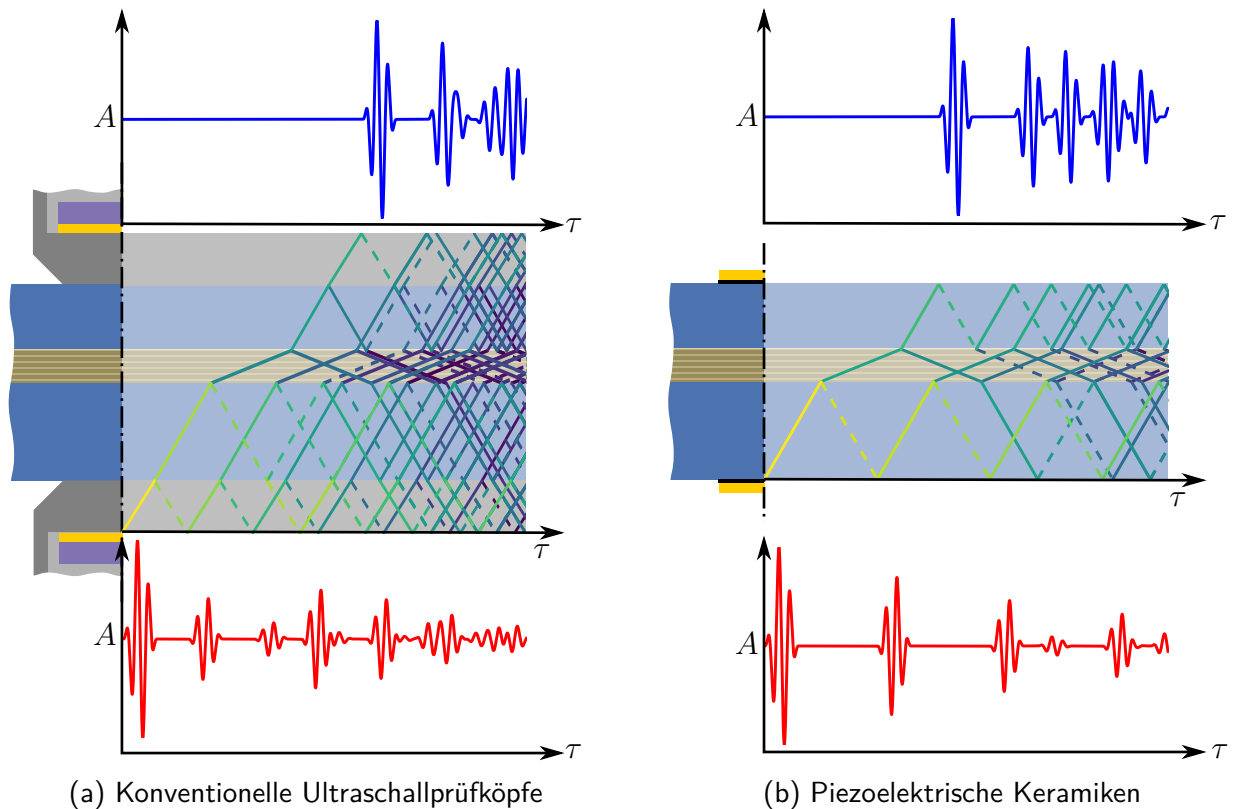 A
τ
τ
A
τ
(a) Konventionelle Ultraschallprüfköpfe
A
τ
τ
A
τ
(b) Piezoelektrische Keramiken